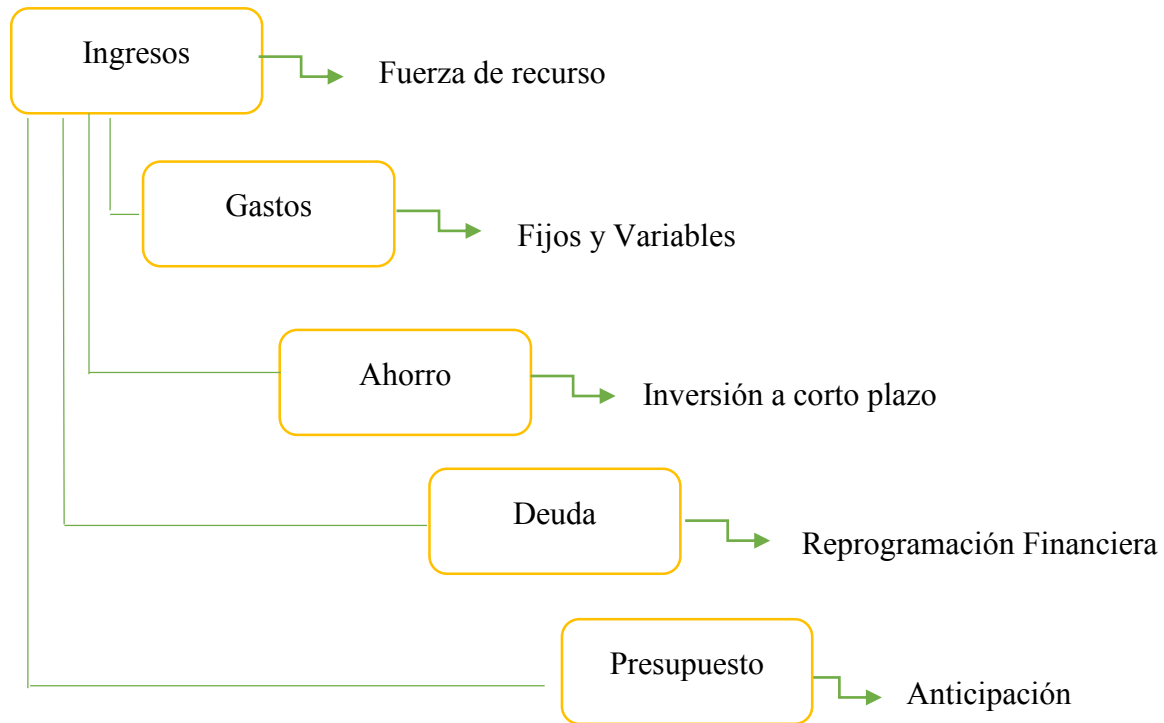 Ingresos
Fuerza de recurso
Gastos
Fijos y Variables
Ahorro
Inversión a corto plazo
Deuda
Reprogramación Financiera
Presupuesto
Anticipación